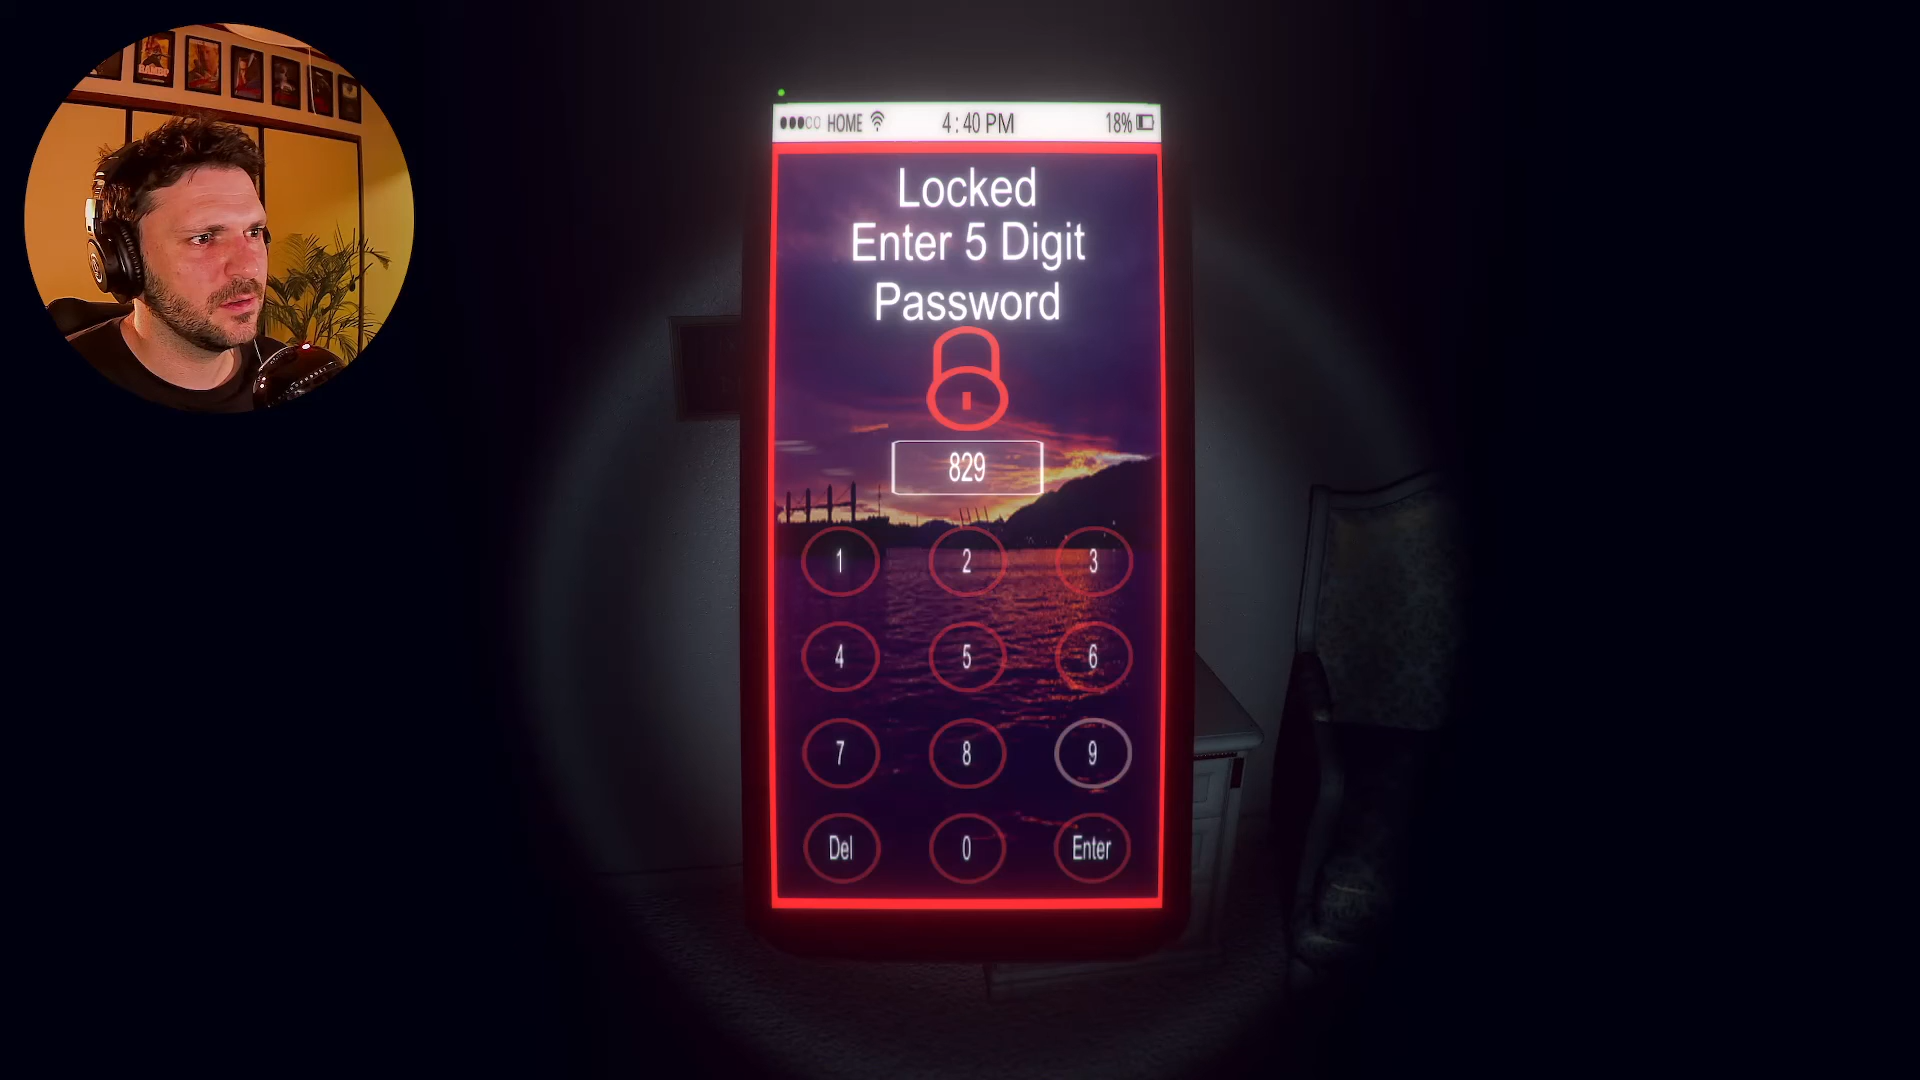 RAMBO
HOME 4:40 PM 18%
Locked
Enter 5 Digit
Password
829
1 2 3
4 5 6
7 8 9
Del 0 Enter